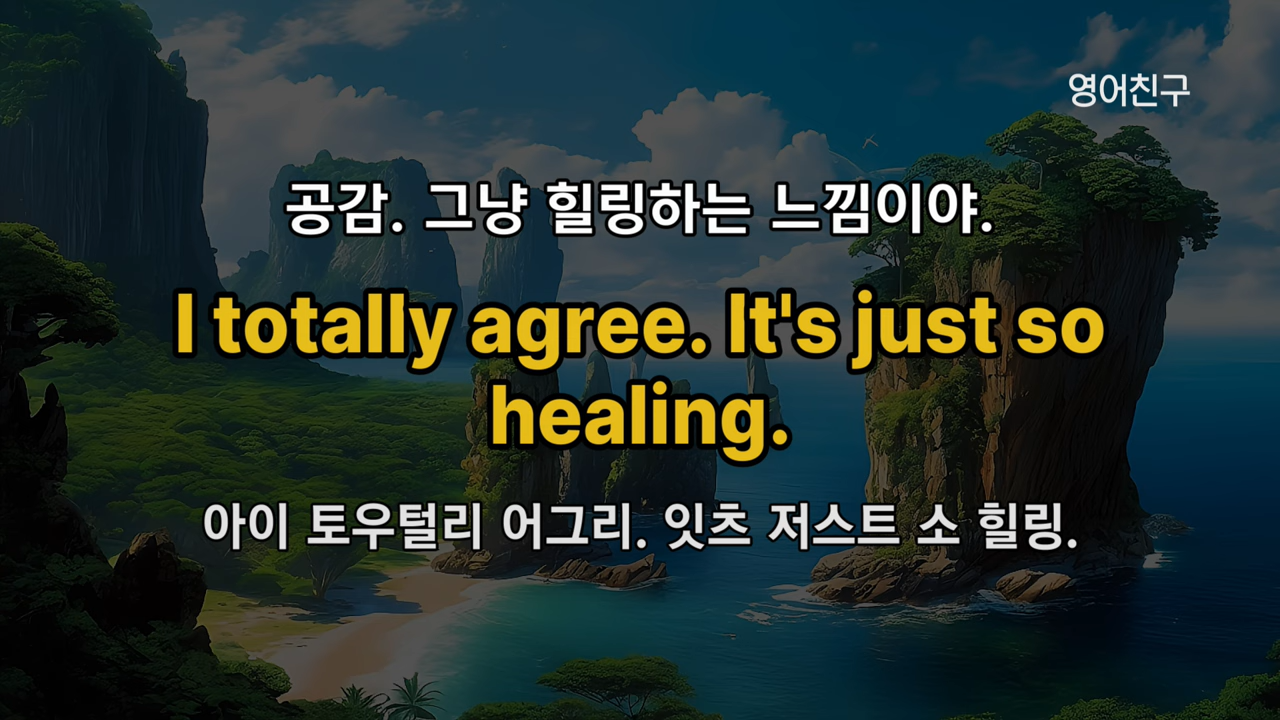 영어친구
공감. 그냥 힐링하는 느낌이야.
I totally agree. It's just so
healing.
아이 토우털리 어그리. 잇츠 저스트 소 힐링.